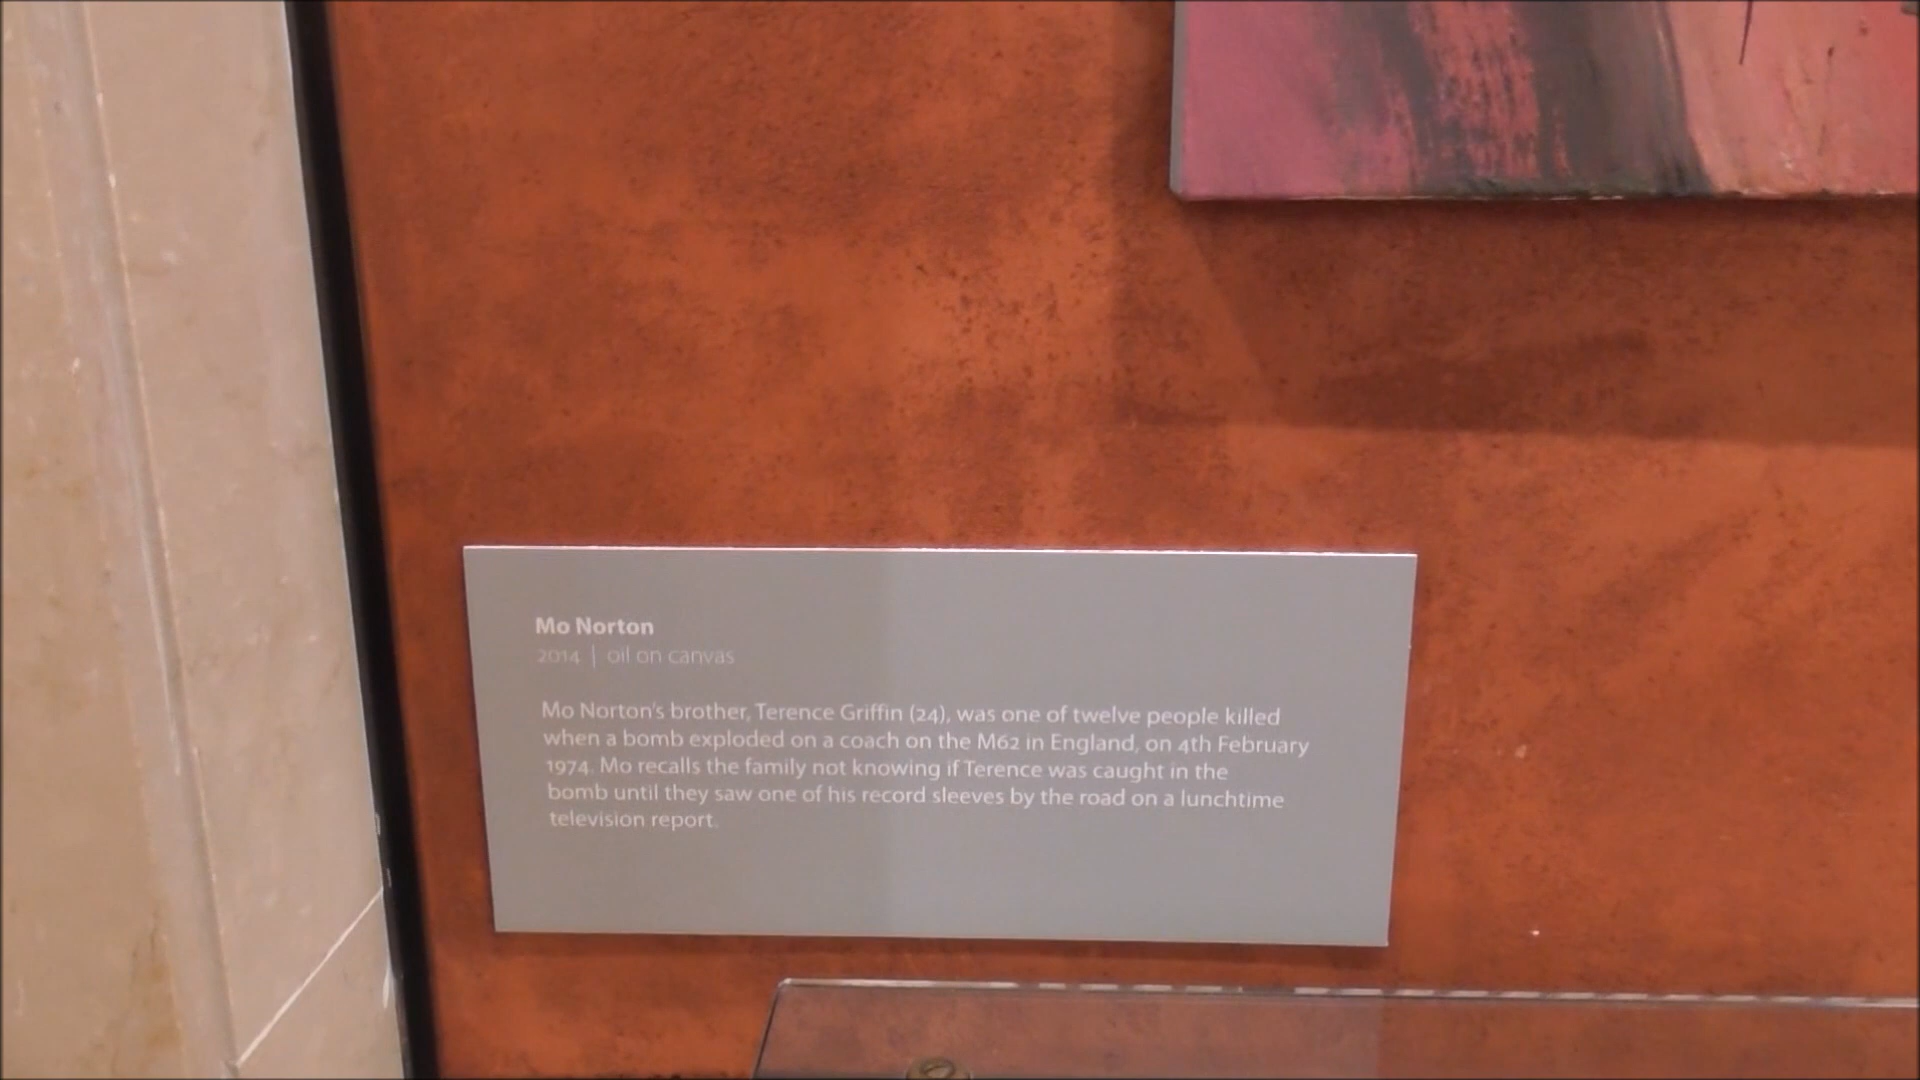 Mo Norton
2014 | oil on canvas
Mo Norton's brother, Terence Griffin (24), was one of twelve people killed
when a bomb exploded on a coach on the M62 in England, on 4th February
1974. Mo recalls the family not knowing if Terence was caught in the
bomb until they saw one of his record sleeves by the road on a lunchtime
television report.